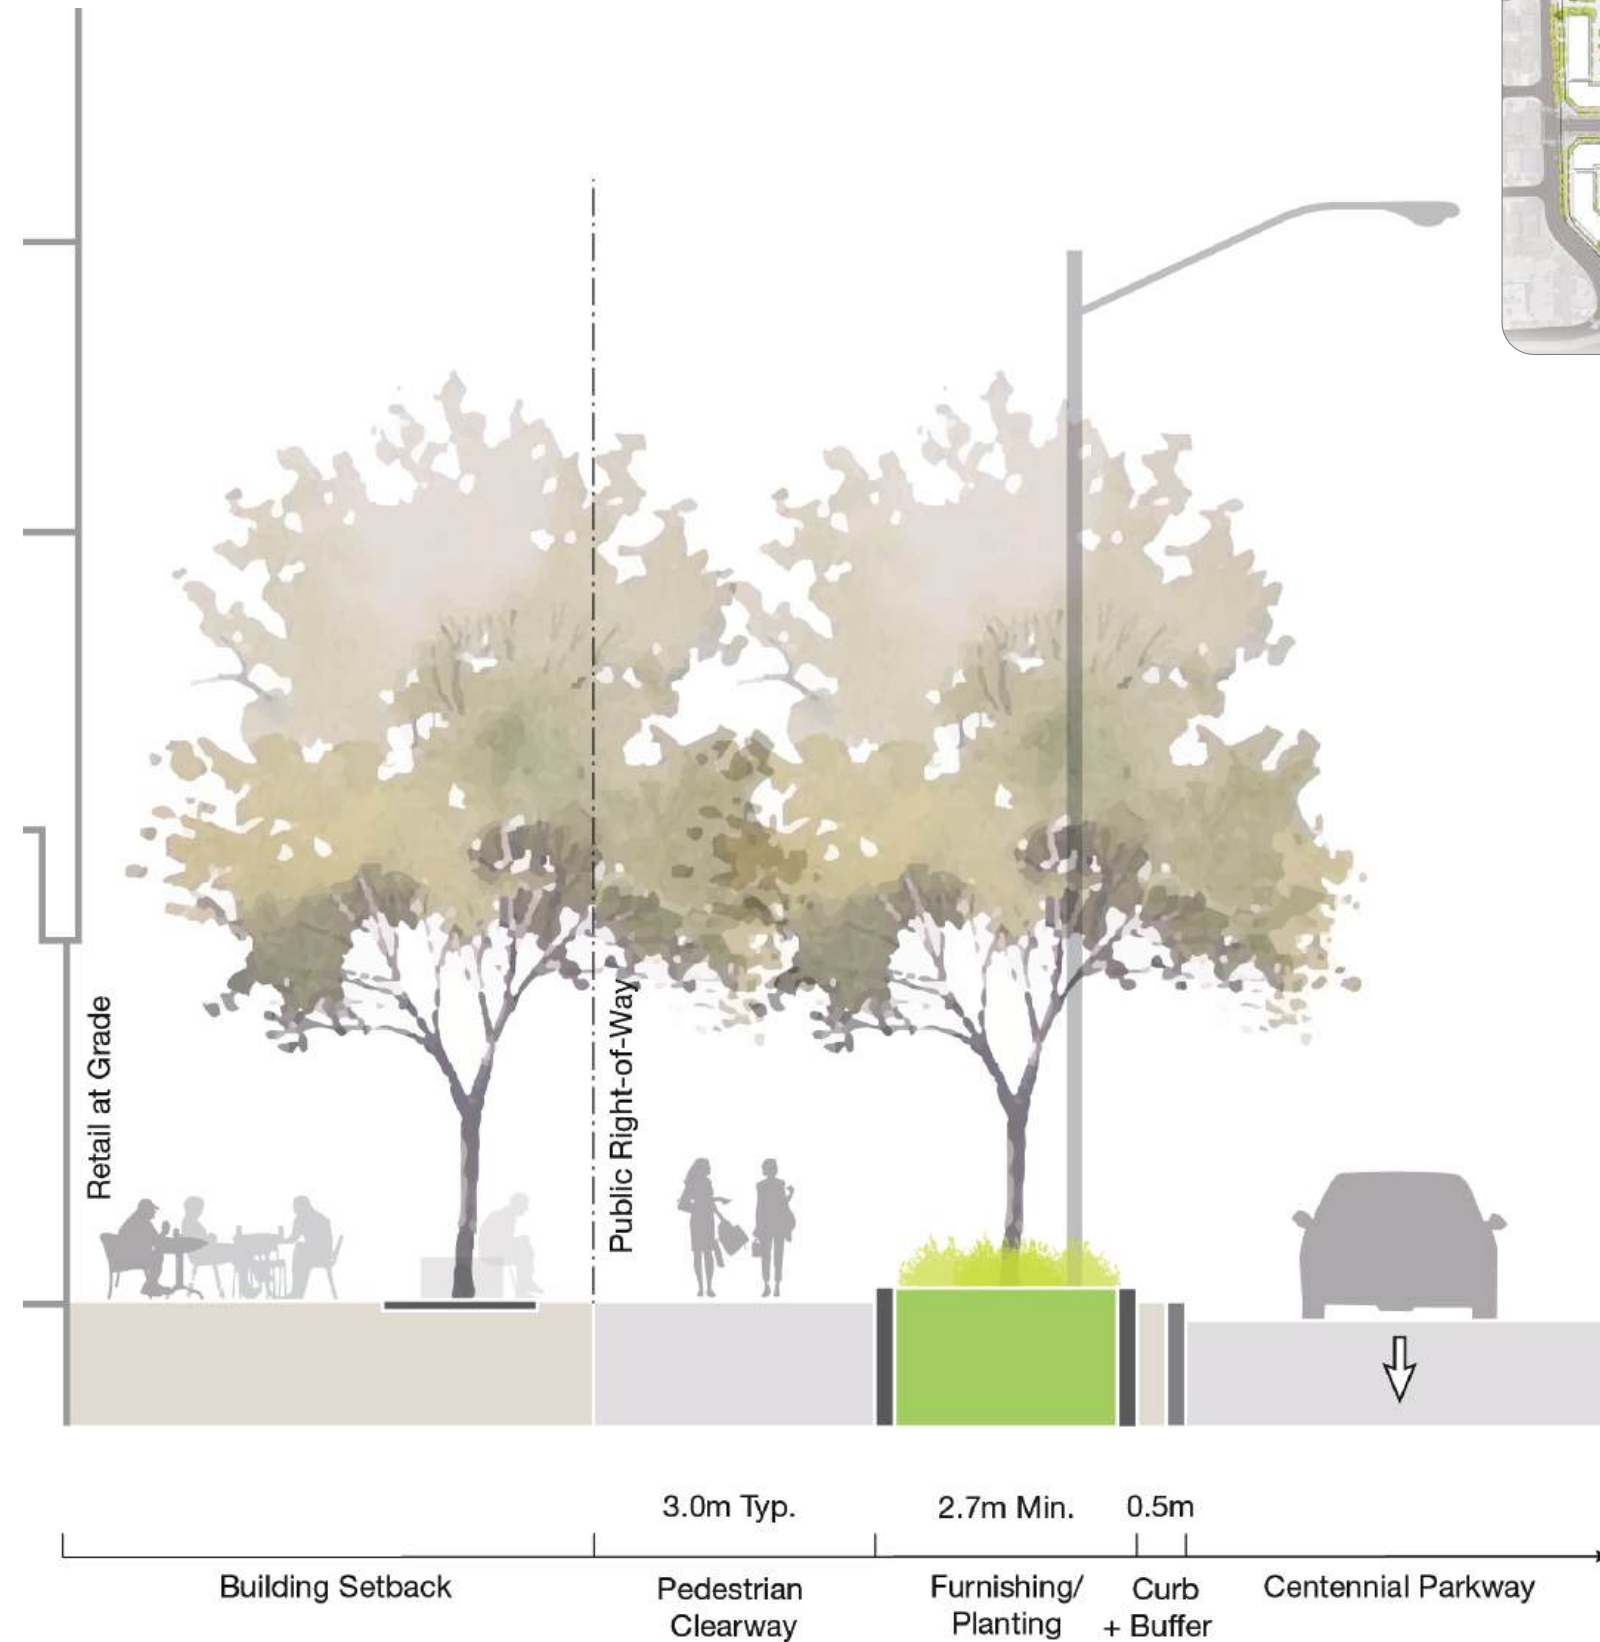 Retail at Grade
Public Right-of-Way
3.0m Typ.
2.7m Min.
0.5m
Building Setback
Pedestrian
Clearway
Furnishing/
Planting
Curb
+ Buffer
Centennial Parkway